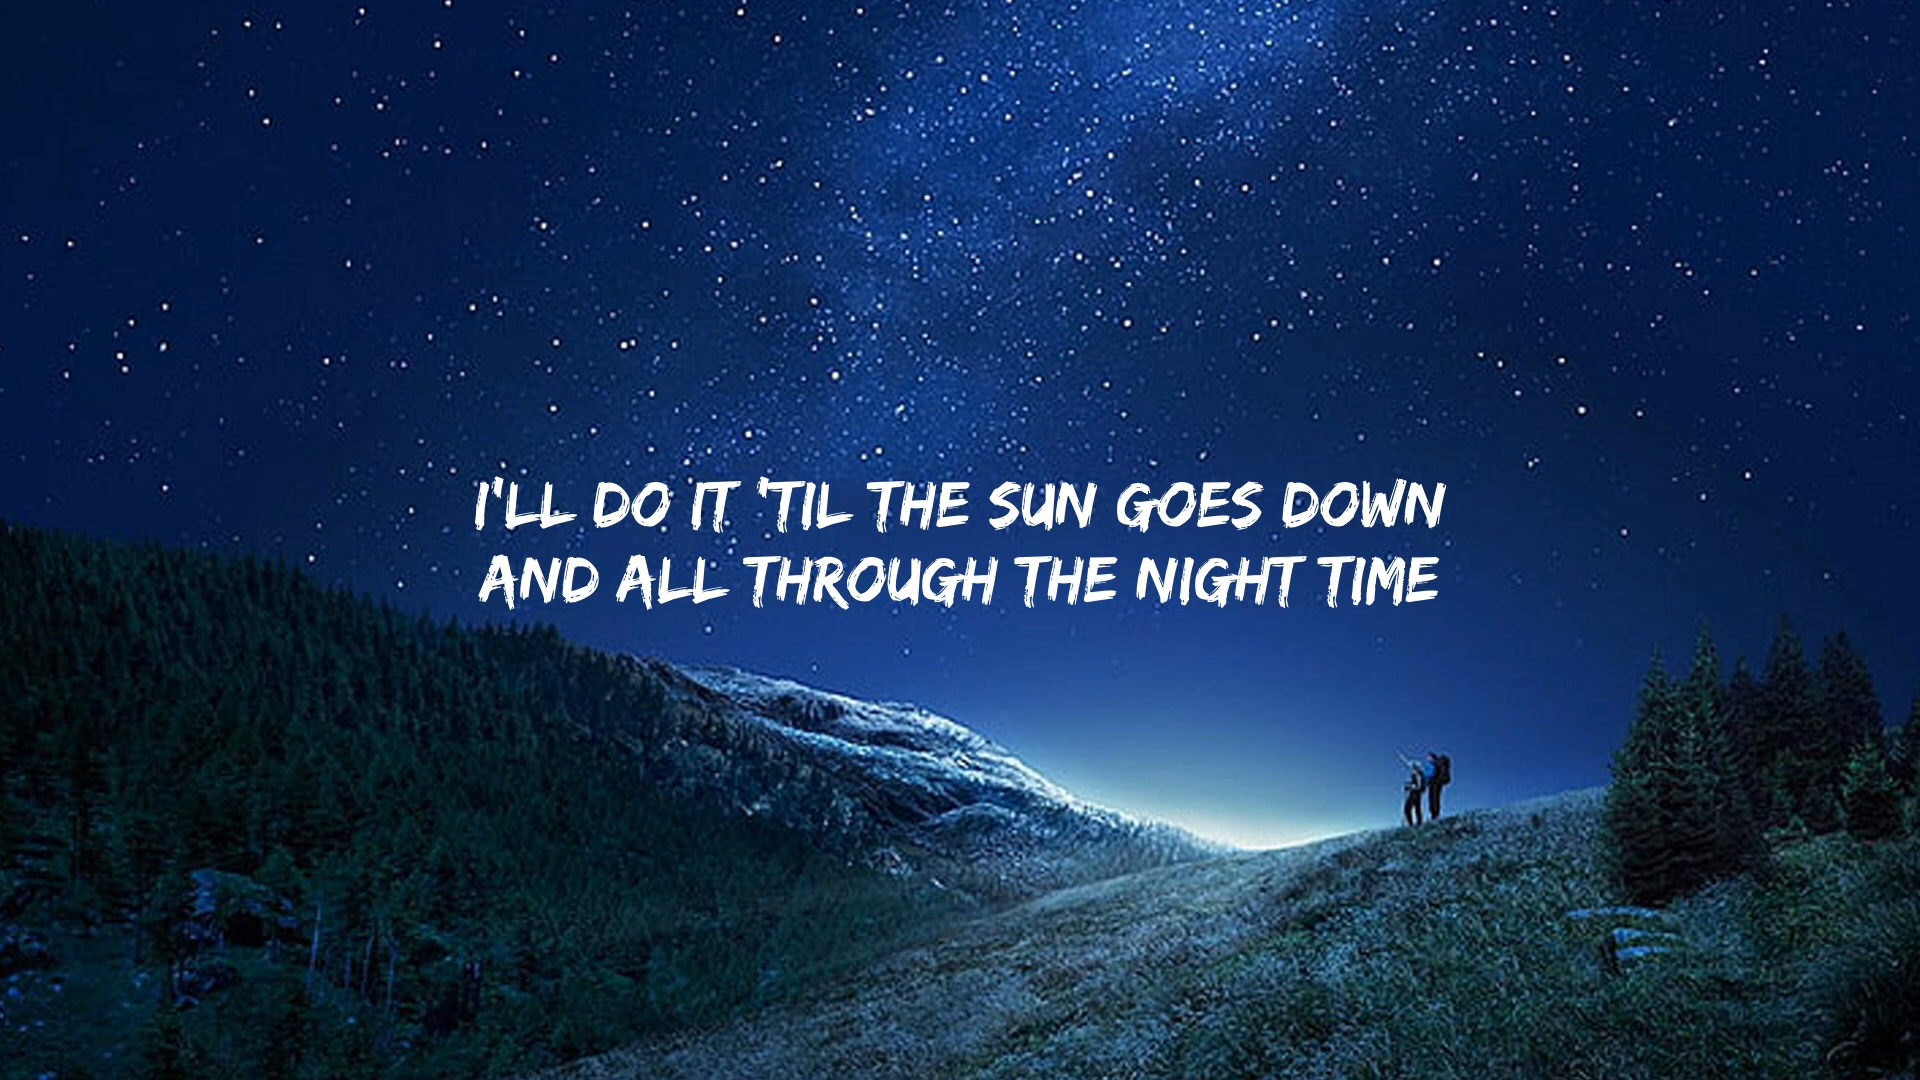 I'LL DO IT 'TIL THE SUN GOES DOWN
AND ALL THROUGH THE NIGHT TIME